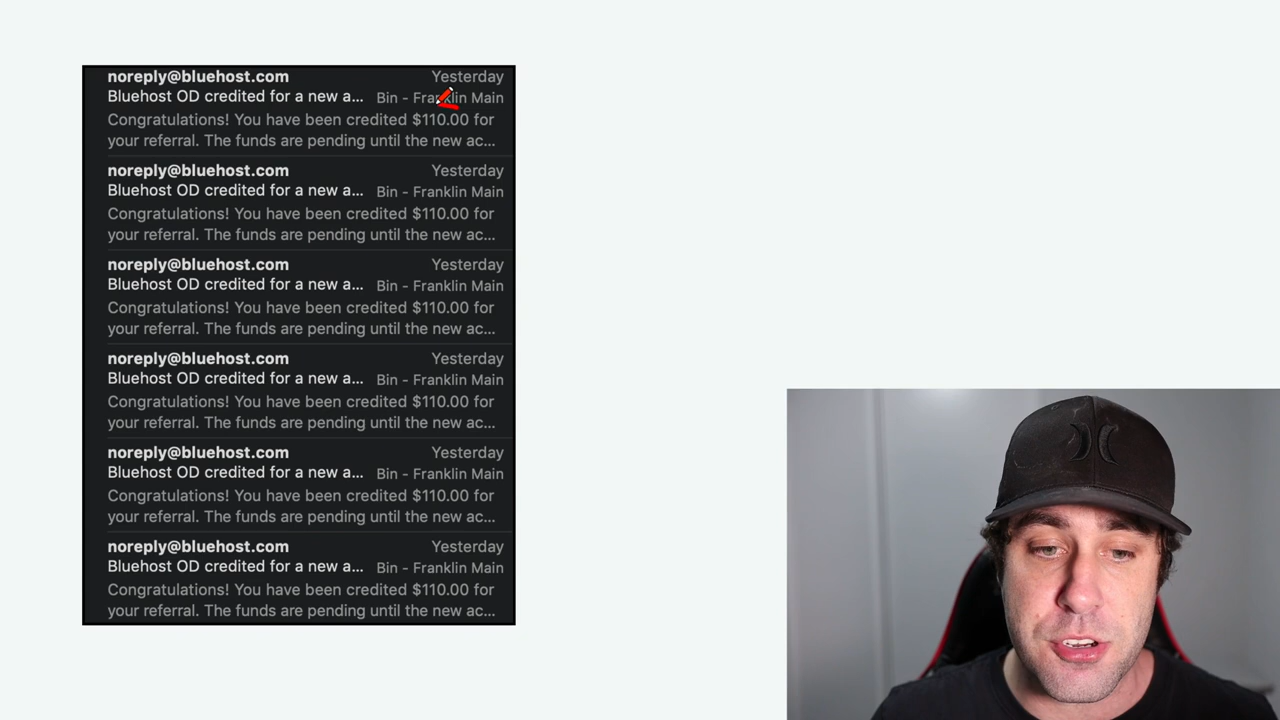 noreply@bluehost.com Yesterday
Bluehost OD credited for a new a... Bin - Franklin Main
Congratulations! You have been credited $110.00 for
your referral. The funds are pending until the new ac...
noreply@bluehost.com Yesterday
Bluehost OD credited for a new a... Bin - Franklin Main
Congratulations! You have been credited $110.00 for
your referral. The funds are pending until the new ac...
noreply@bluehost.com Yesterday
Bluehost OD credited for a new a... Bin - Franklin Main
Congratulations! You have been credited $110.00 for
your referral. The funds are pending until the new ac...
noreply@bluehost.com Yesterday
Bluehost OD credited for a new a... Bin - Franklin Main
Congratulations! You have been credited $110.00 for
your referral. The funds are pending until the new ac...
noreply@bluehost.com Yesterday
Bluehost OD credited for a new a... Bin - Franklin Main
Congratulations! You have been credited $110.00 for
your referral. The funds are pending until the new ac...
noreply@bluehost.com Yesterday
Bluehost OD credited for a new a... Bin - Franklin Main
Congratulations! You have been credited $110.00 for
your referral. The funds are pending until the new ac...